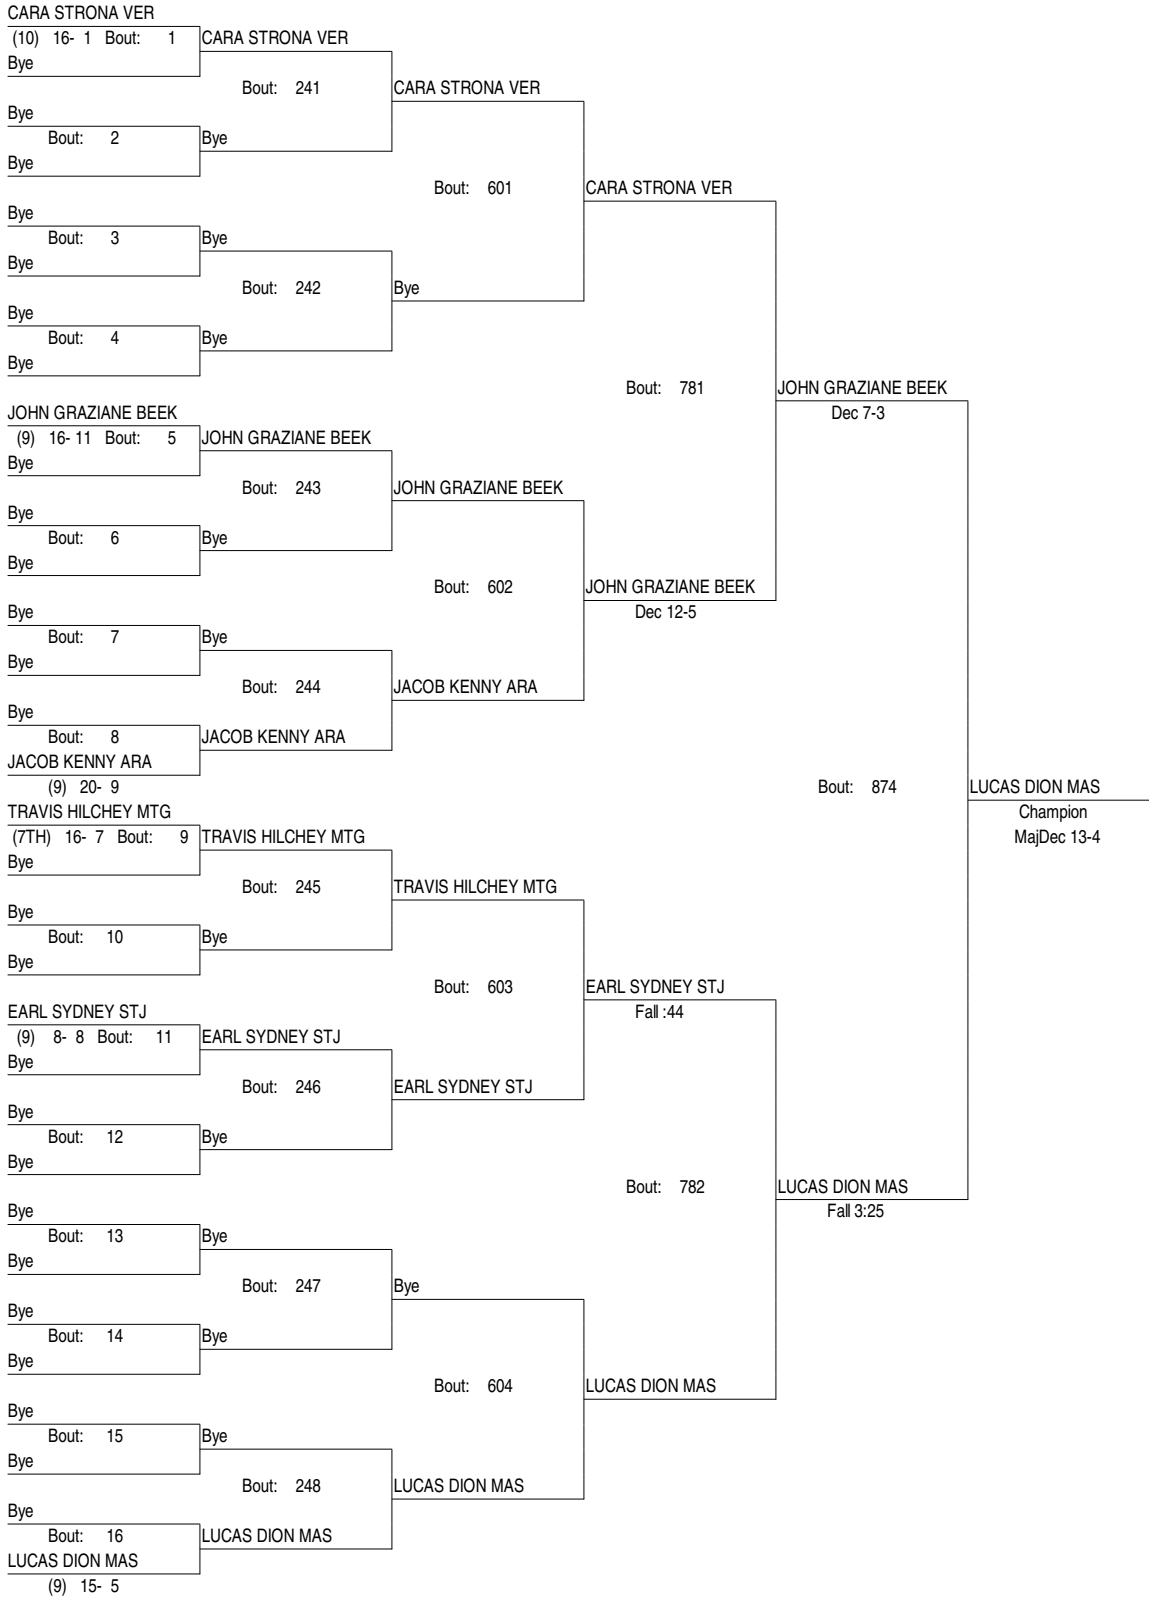 CARA STRONA VER
(10) 16- 1 Bout: 1 CARA STRONA VER
Bye
Bout: 241 CARA STRONA VER
Bye
Bout: 2 Bye
Bye
Bout: 601 CARA STRONA VER
Bye
Bout: 3 Bye
Bye
Bout: 242 Bye
Bye
Bout: 4 Bye
Bye
Bout: 781 JOHN GRAZIANE BEEK
JOHN GRAZIANE BEEK Dec 7-3
(9) 16- 11 Bout: 5 JOHN GRAZIANE BEEK
Bye
Bout: 243 JOHN GRAZIANE BEEK
Bye
Bout: 6 Bye
Bye
Bout: 602 JOHN GRAZIANE BEEK
Bye Dec 12-5
Bout: 7 Bye
Bye
Bout: 244 JACOB KENNY ARA
Bye
Bout: 8 JACOB KENNY ARA
JACOB KENNY ARA
(9) 20- 9 Bout: 874 LUCAS DION MAS
TRAVIS HILCHEY MTG Champion
(7TH) 16- 7 Bout: 9 TRAVIS HILCHEY MTG MajDec 13-4
Bye
Bout: 245 TRAVIS HILCHEY MTG
Bye
Bout: 10 Bye
Bye
Bout: 603 EARL SYDNEY STJ
EARL SYDNEY STJ Fall :44
(9) 8- 8 Bout: 11 EARL SYDNEY STJ
Bye
Bout: 246 EARL SYDNEY STJ
Bye
Bout: 12 Bye
Bye
Bout: 782 LUCAS DION MAS
Bye Fall 3:25
Bout: 13 Bye
Bye
Bout: 247 Bye
Bye
Bout: 14 Bye
Bye
Bout: 604 LUCAS DION MAS
Bye
Bout: 15 Bye
Bye
Bout: 248 LUCAS DION MAS
Bye
Bout: 16 LUCAS DION MAS
LUCAS DION MAS
(9) 15- 5